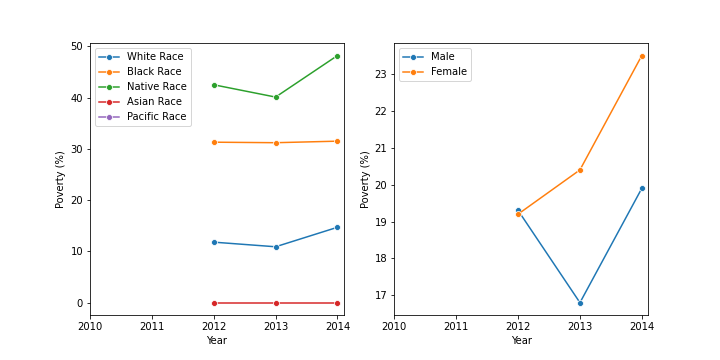 White Race
Black Race
Native Race
Asian Race
Pacific Race
50
40
30
20
10
0
Poverty (%)
2010 2011 2012 2013 2014
Year
Male
Female
23
22
21
20
19
18
17
Poverty (%)
2010 2011 2012 2013 2014
Year